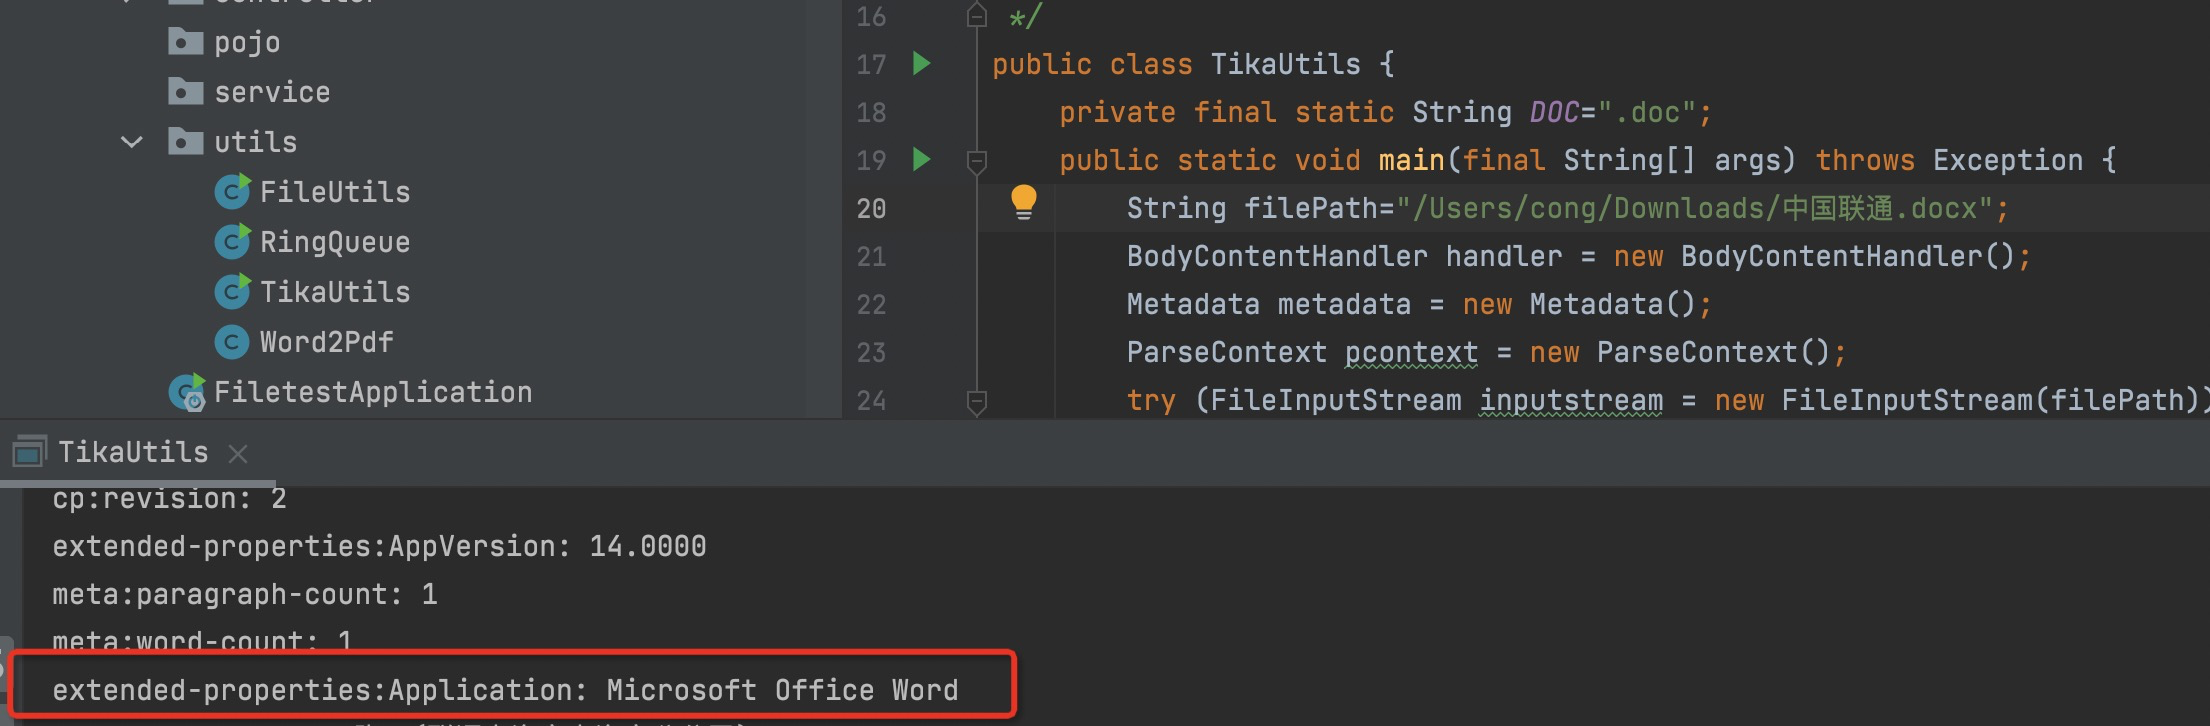 pojo
service
utils
FileUtils
RingQueue
TikaUtils
Word2Pdf
FiletestApplication
16 */
17 public class TikaUtils {
18 private final static String DOC=".doc";
19 public static void main(final String[] args) throws Exception {
20 String filePath="/Users/cong/Downloads/中国联通.docx";
21 BodyContentHandler handler = new BodyContentHandler();
22 Metadata metadata = new Metadata();
23 ParseContext pcontext = new ParseContext();
24 try (FileInputStream inputstream = new FileInputStream(filePath))
TikaUtils
cp:revision: 2
extended-properties:AppVersion: 14.0000
meta:paragraph-count: 1
meta:word-count: 1
extended-properties:Application: Microsoft Office Word